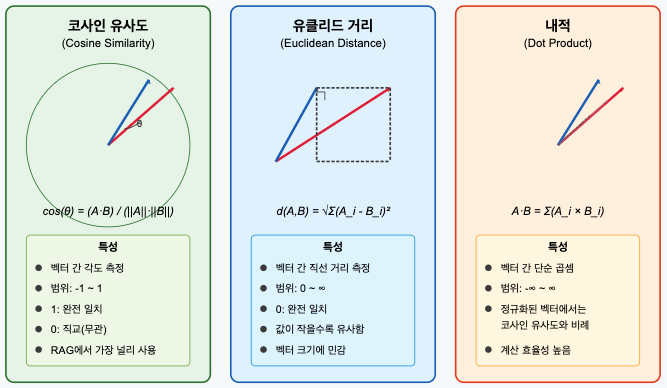 코사인 유사도
(Cosine Similarity)
θ
cos(θ) = (A·B) / (||A||·||B||)
특성
● 벡터 간 각도 측정
● 범위: -1 ~ 1
● 1: 완전 일치
● 0: 직교(무관)
● RAG에서 가장 널리 사용
유클리드 거리
(Euclidean Distance)
d(A,B) = √Σ(A_i - B_i)²
특성
● 벡터 간 직선 거리 측정
● 범위: 0 ~ ∞
● 0: 완전 일치
● 값이 작을수록 유사함
● 벡터 크기에 민감
내적
(Dot Product)
A·B = Σ(A_i × B_i)
특성
● 벡터 간 단순 곱셈
● 범위: -∞ ~ ∞
● 정규화된 벡터에서는
코사인 유사도와 비례
● 계산 효율성 높음